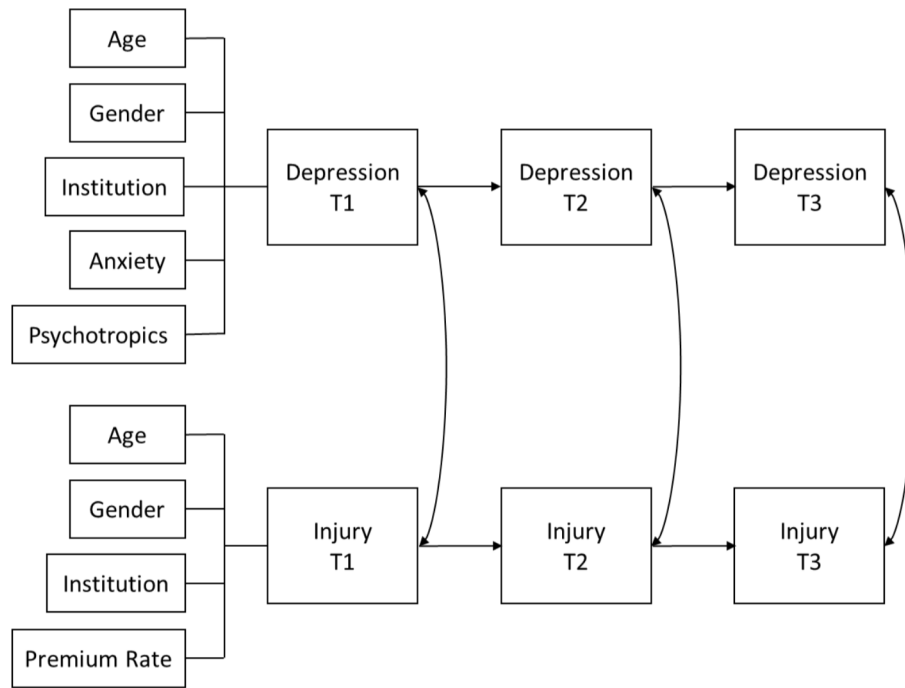 Age
Gender
Institution
Anxiety
Psychotropics
Depression
T1
Depression
T2
Depression
T3
Age
Gender
Institution
Premium Rate
Injury
T1
Injury
T2
Injury
T3